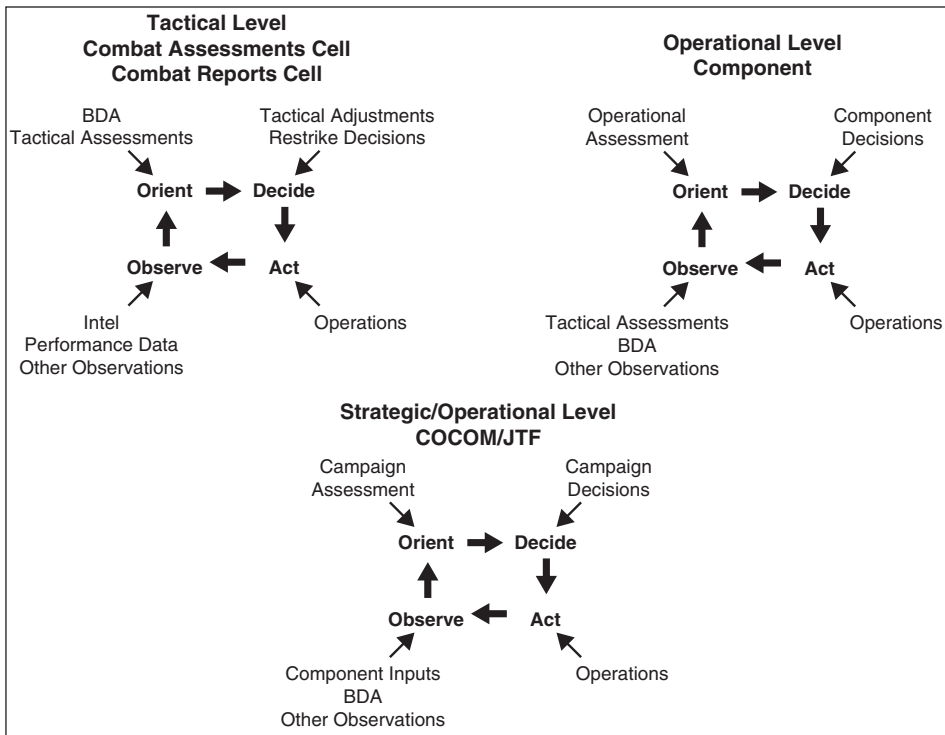 Tactical Level
Combat Assessments Cell
Combat Reports Cell
BDA
Tactical Assessments
Tactical Adjustments
Restrike Decisions
Orient
Decide
Observe
Act
Intel
Performance Data
Other Observations
Operations
Operational Level
Component
Operational
Assessment
Component
Decisions
Orient
Decide
Observe
Act
Tactical Assessments
BDA
Other Observations
Operations
Strategic/Operational Level
COCOM/JTF
Campaign
Assessment
Campaign
Decisions
Orient
Decide
Observe
Act
Component Inputs
BDA
Other Observations
Operations